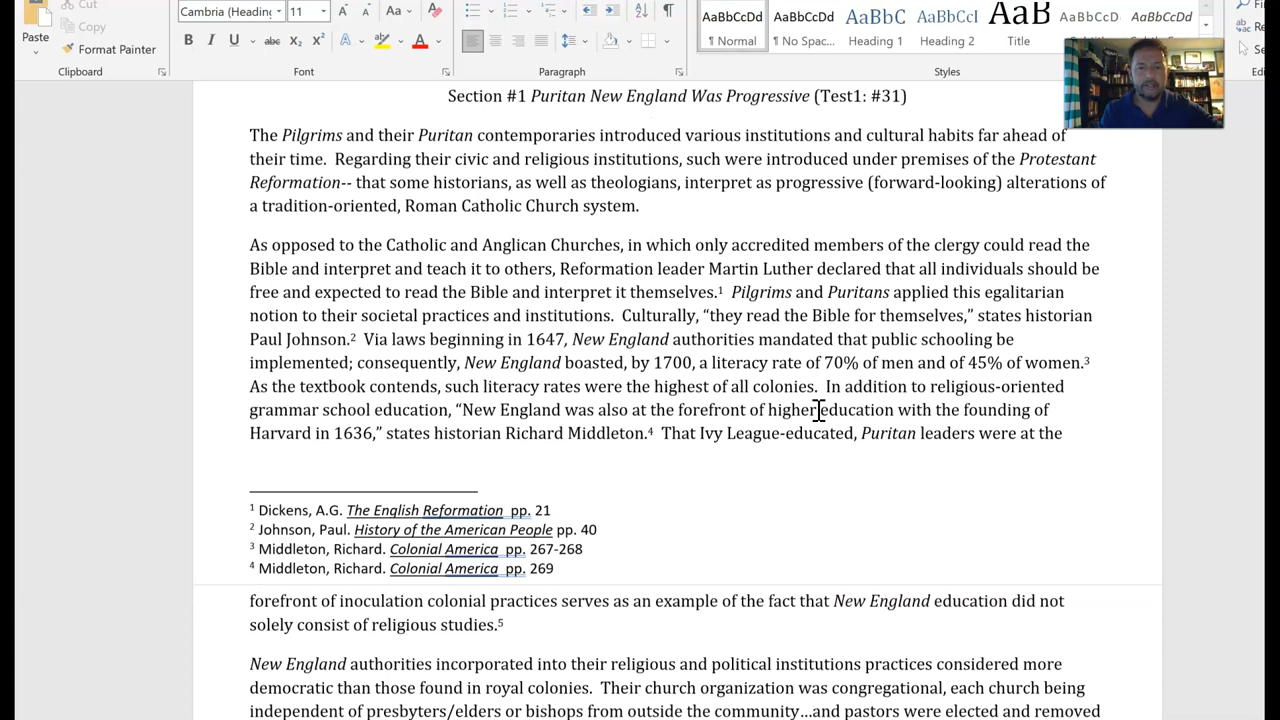 Cut
Copy
Paste
Format Painter
Clipboard
Cambria (Heading
11
Aa
B I U abc X₂ X²
Font
Paragraph
AaBbCcDd
¶ Normal
AaBbCcDd
¶ No Spac...
AaBbC
Heading 1
AaBbCcI
Heading 2
AaB
Title
AaBbCcD
AaBbCcDd
Styles
Section #1 Puritan New England Was Progressive (Test1: #31)
The Pilgrims and their Puritan contemporaries introduced various institutions and cultural habits far ahead of
their time.  Regarding their civic and religious institutions, such were introduced under premises of the Protestant
Reformation-- that some historians, as well as theologians, interpret as progressive (forward-looking) alterations of
a tradition-oriented, Roman Catholic Church system.
As opposed to the Catholic and Anglican Churches, in which only accredited members of the clergy could read the
Bible and interpret and teach it to others, Reformation leader Martin Luther declared that all individuals should be
free and expected to read the Bible and interpret it themselves.¹  Pilgrims and Puritans applied this egalitarian
notion to their societal practices and institutions.  Culturally, “they read the Bible for themselves,” states historian
Paul Johnson.²  Via laws beginning in 1647, New England authorities mandated that public schooling be
implemented; consequently, New England boasted, by 1700, a literacy rate of 70% of men and of 45% of women.³
As the textbook contends, such literacy rates were the highest of all colonies.  In addition to religious-oriented
grammar school education, “New England was also at the forefront of higher education with the founding of
Harvard in 1636,” states historian Richard Middleton.⁴  That Ivy League-educated, Puritan leaders were at the
¹ Dickens, A.G. The English Reformation  pp. 21
² Johnson, Paul. History of the American People pp. 40
³ Middleton, Richard. Colonial America  pp. 267-268
⁴ Middleton, Richard. Colonial America  pp. 269
forefront of inoculation colonial practices serves as an example of the fact that New England education did not
solely consist of religious studies.⁵
New England authorities incorporated into their religious and political institutions practices considered more
democratic than those found in royal colonies.  Their church organization was congregational, each church being
independent of presbyters/elders or bishops from outside the community…and pastors were elected and removed